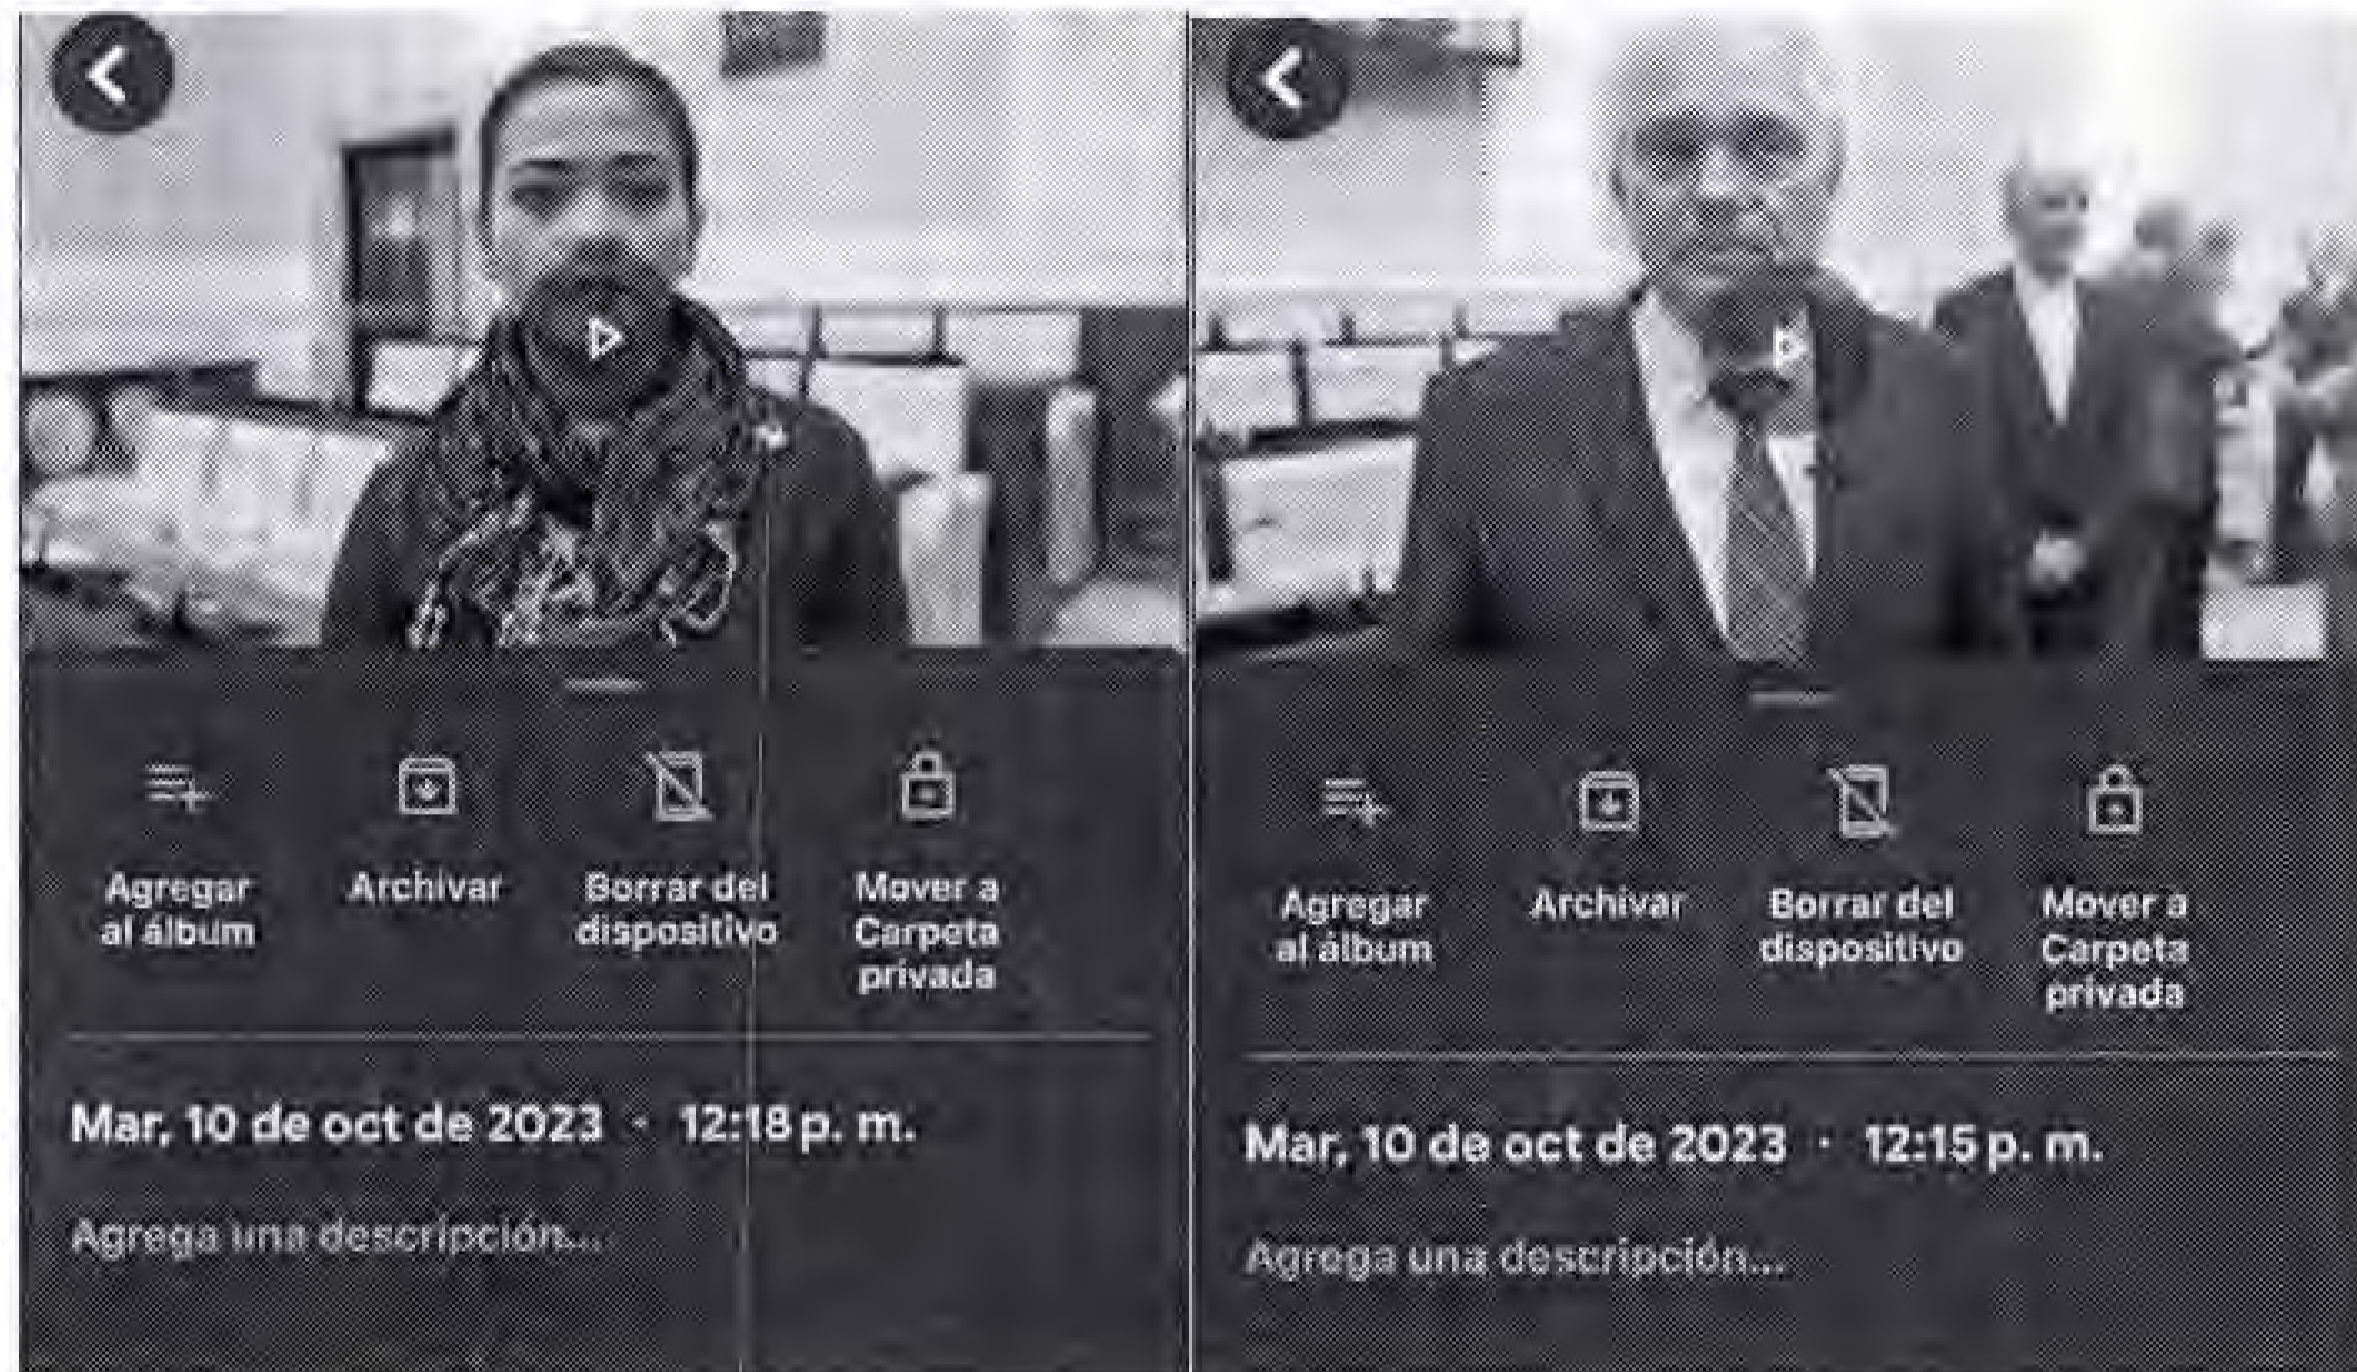 Agregar
al álbum
Archivar
Borrar del
dispositivo
Mover a
Carpeta
privada
Mar, 10 de oct de 2023 · 12:18 p. m.
Agrega una descripción...
Agregar
al álbum
Archivar
Borrar del
dispositivo
Mover a
Carpeta
privada
Mar, 10 de oct de 2023 · 12:15 p. m.
Agrega una descripción...